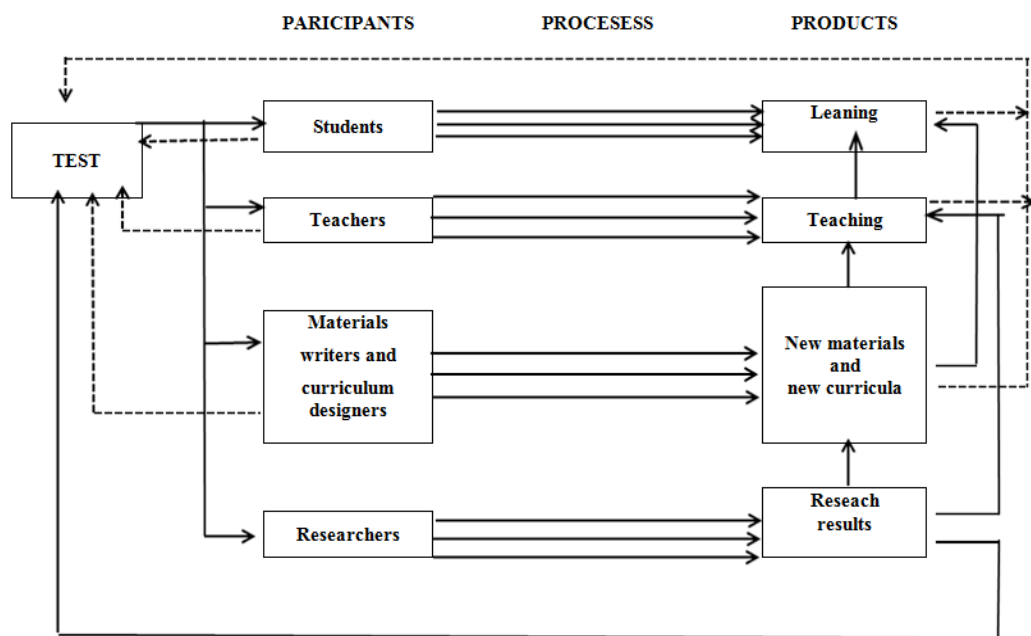 PARICIPANTS PROCESESS PRODUCTS
Students
Leaning
TEST
Teachers
Teaching
Materials
writers and
curriculum
designers
New materials
and
new curricula
Researchers
Reseach
results